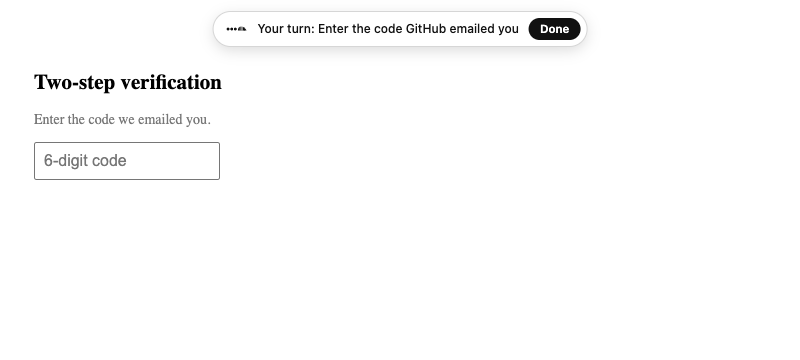 Your turn: Enter the code GitHub emailed you
Done
Two-step verification
Enter the code we emailed you.
6-digit code